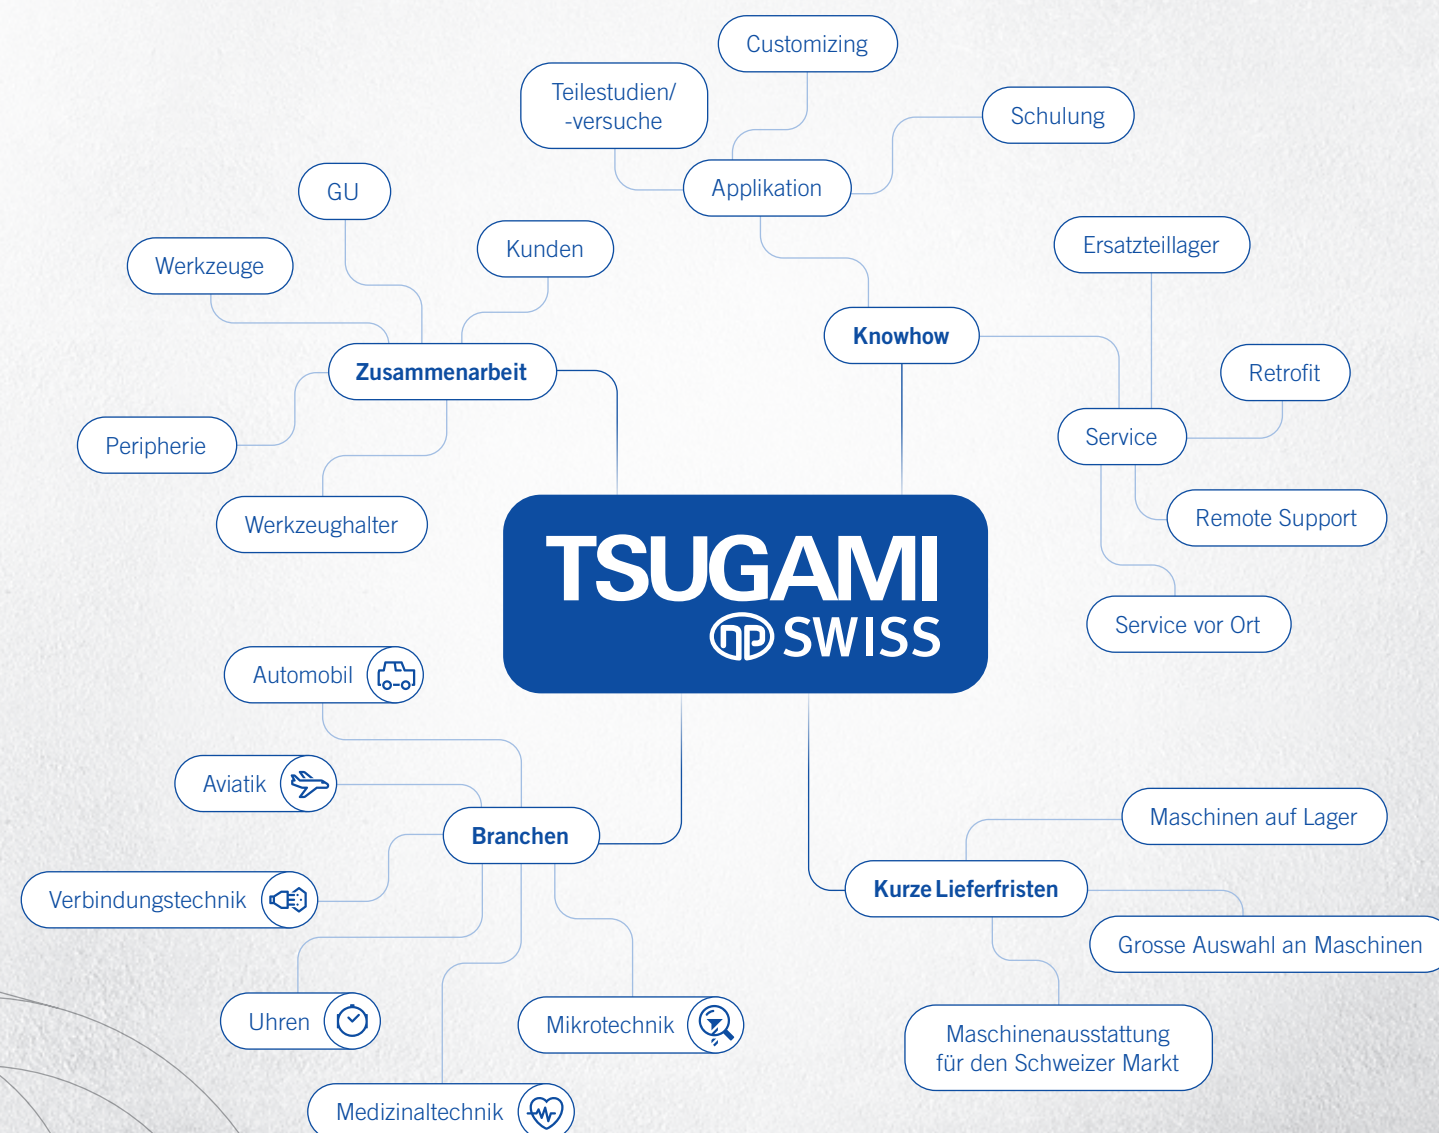 Customizing
Teilestudien/
-versuche
Schulung
Applikation
GU
Kunden
Werkzeuge
Ersatzteillager
Knowhow
Zusammenarbeit
Retrofit
Peripherie
Service
Werkzeughalter
Remote Support
TSUGAMI
np SWISS
Service vor Ort
Automobil
Aviatik
Branchen
Maschinen auf Lager
Verbindungstechnik
Kurze Lieferfristen
Grosse Auswahl an Maschinen
Uhren
Mikrotechnik
Maschinenausstattung
für den Schweizer Markt
Medizinaltechnik